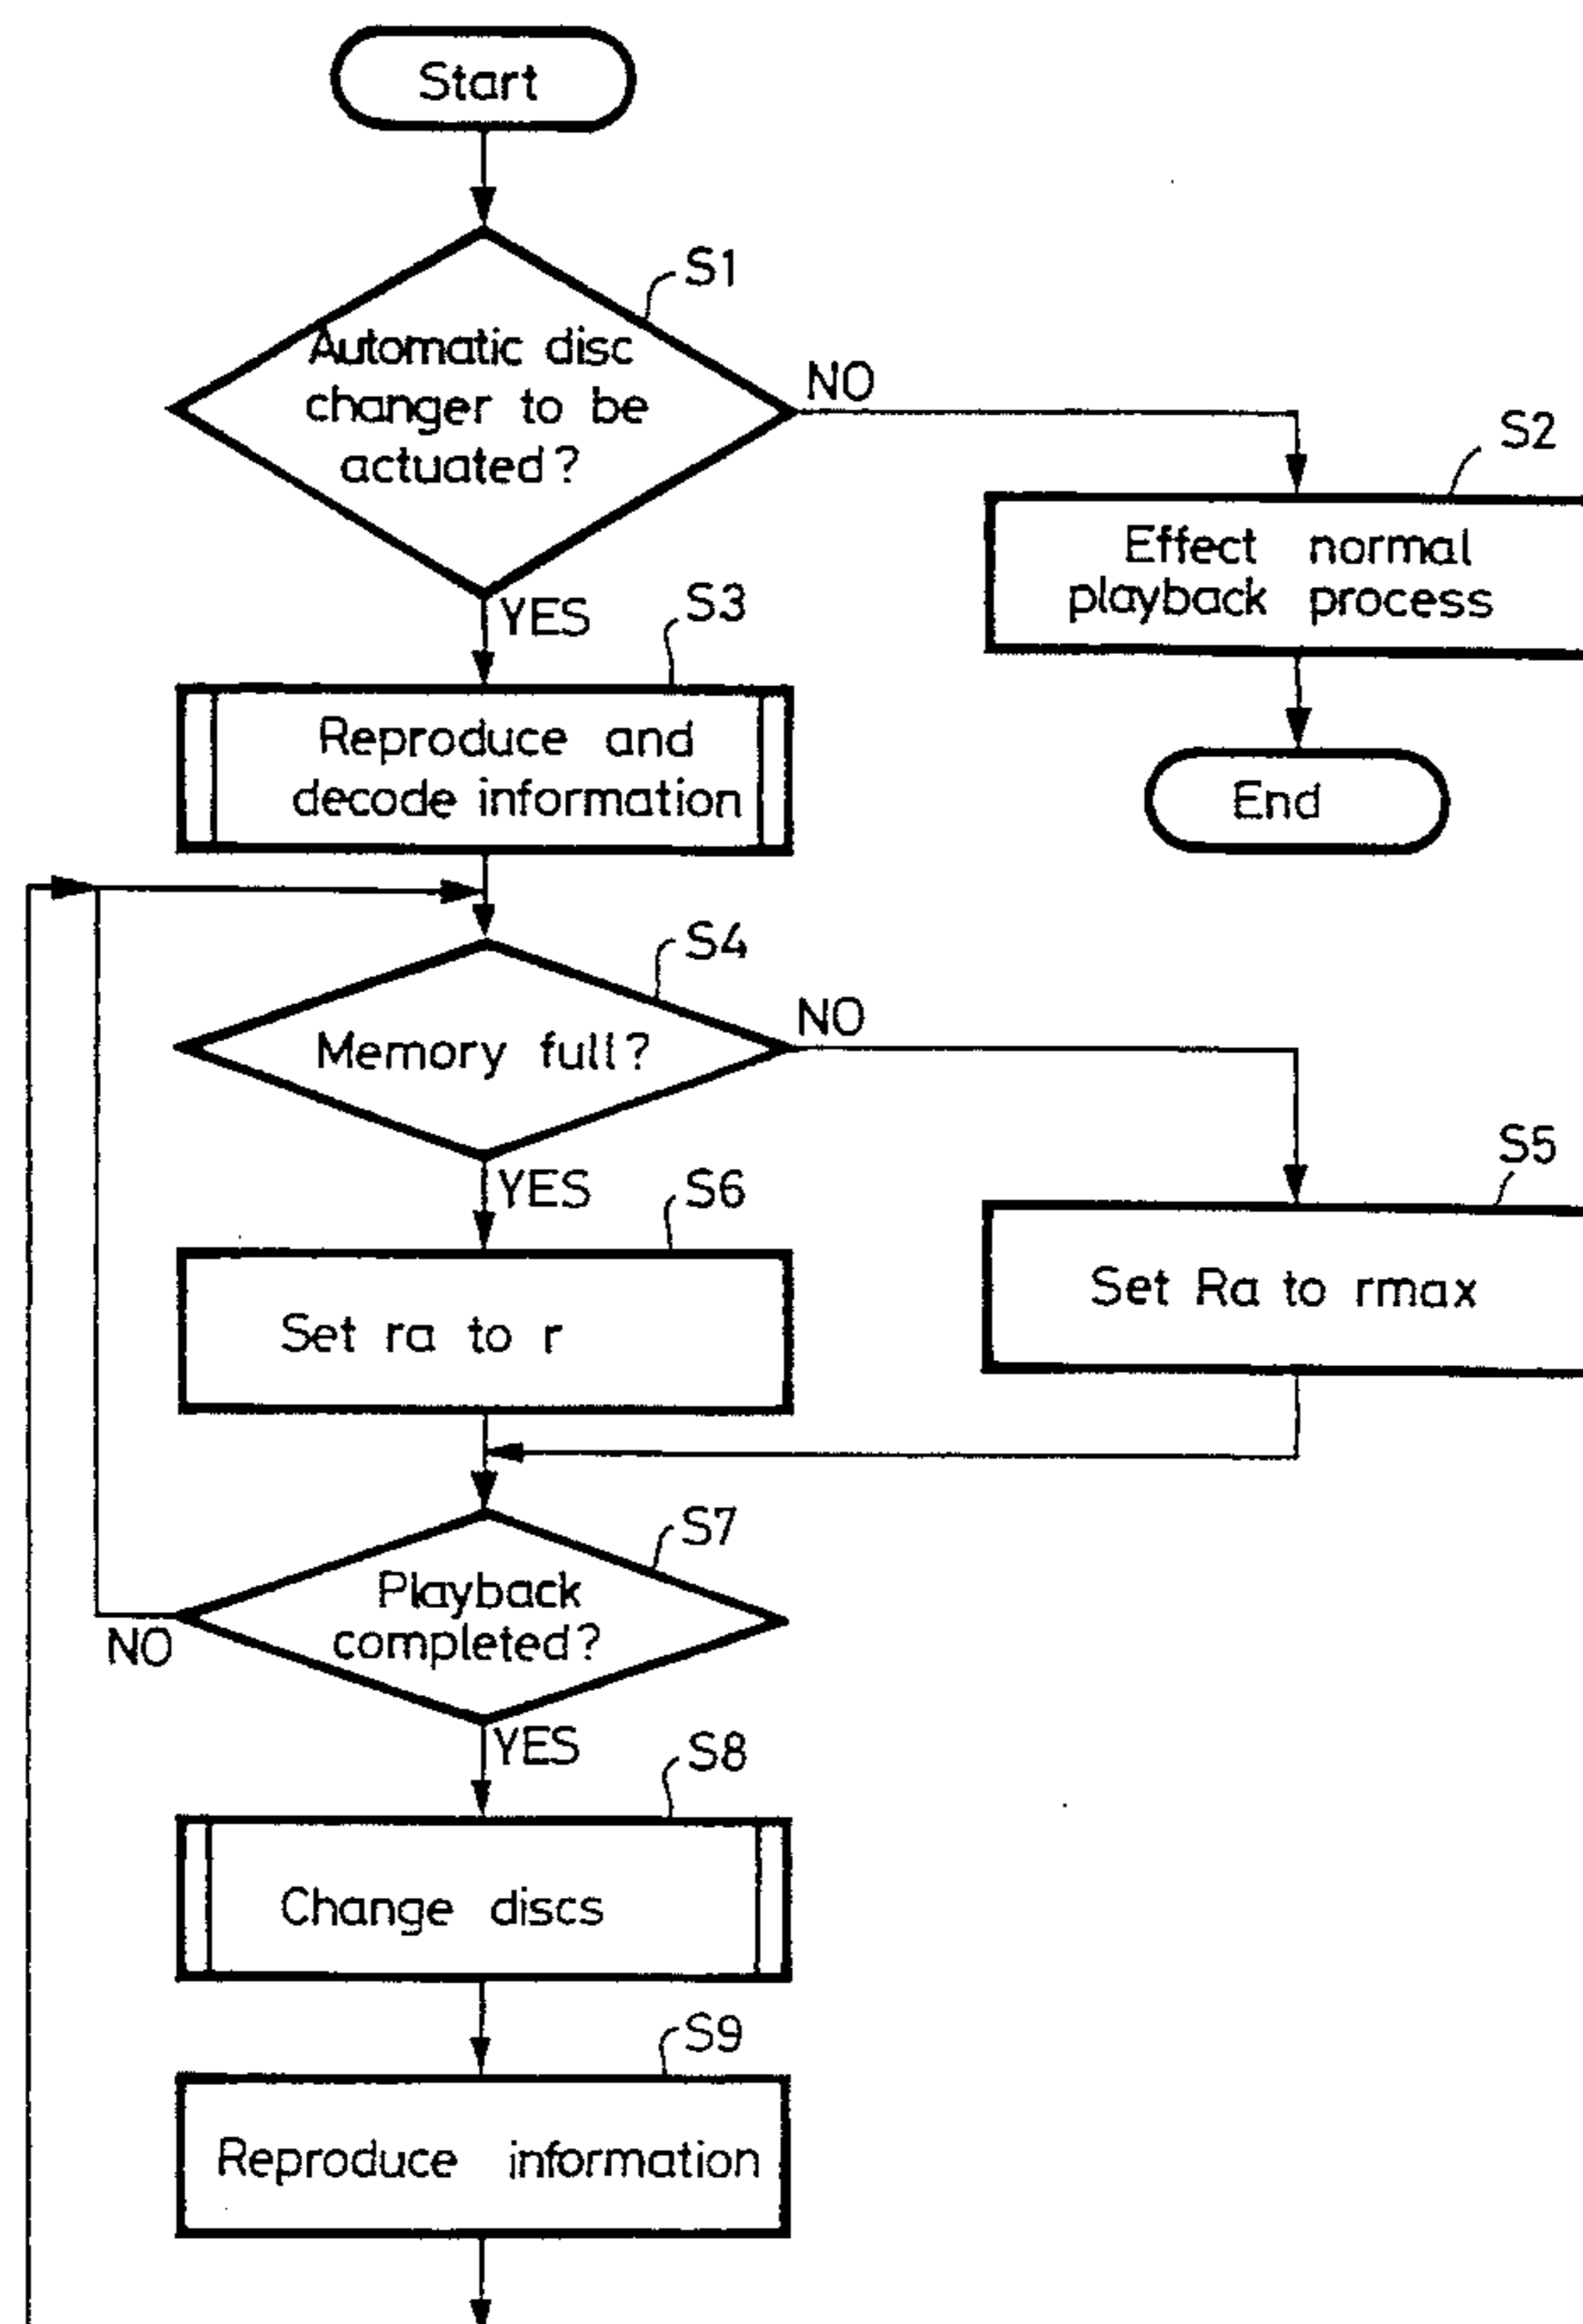 Start
S1
Automatic disc
changer to be
actuated?
NO
S2
Effect normal
playback process
YES
S3
End
Reproduce and
decode information
S4
Memory full?
NO
S5
YES
S6
Set Ra to rmax
Set ra to r
S7
Playback
completed?
NO
YES
S8
Change discs
S9
Reproduce information